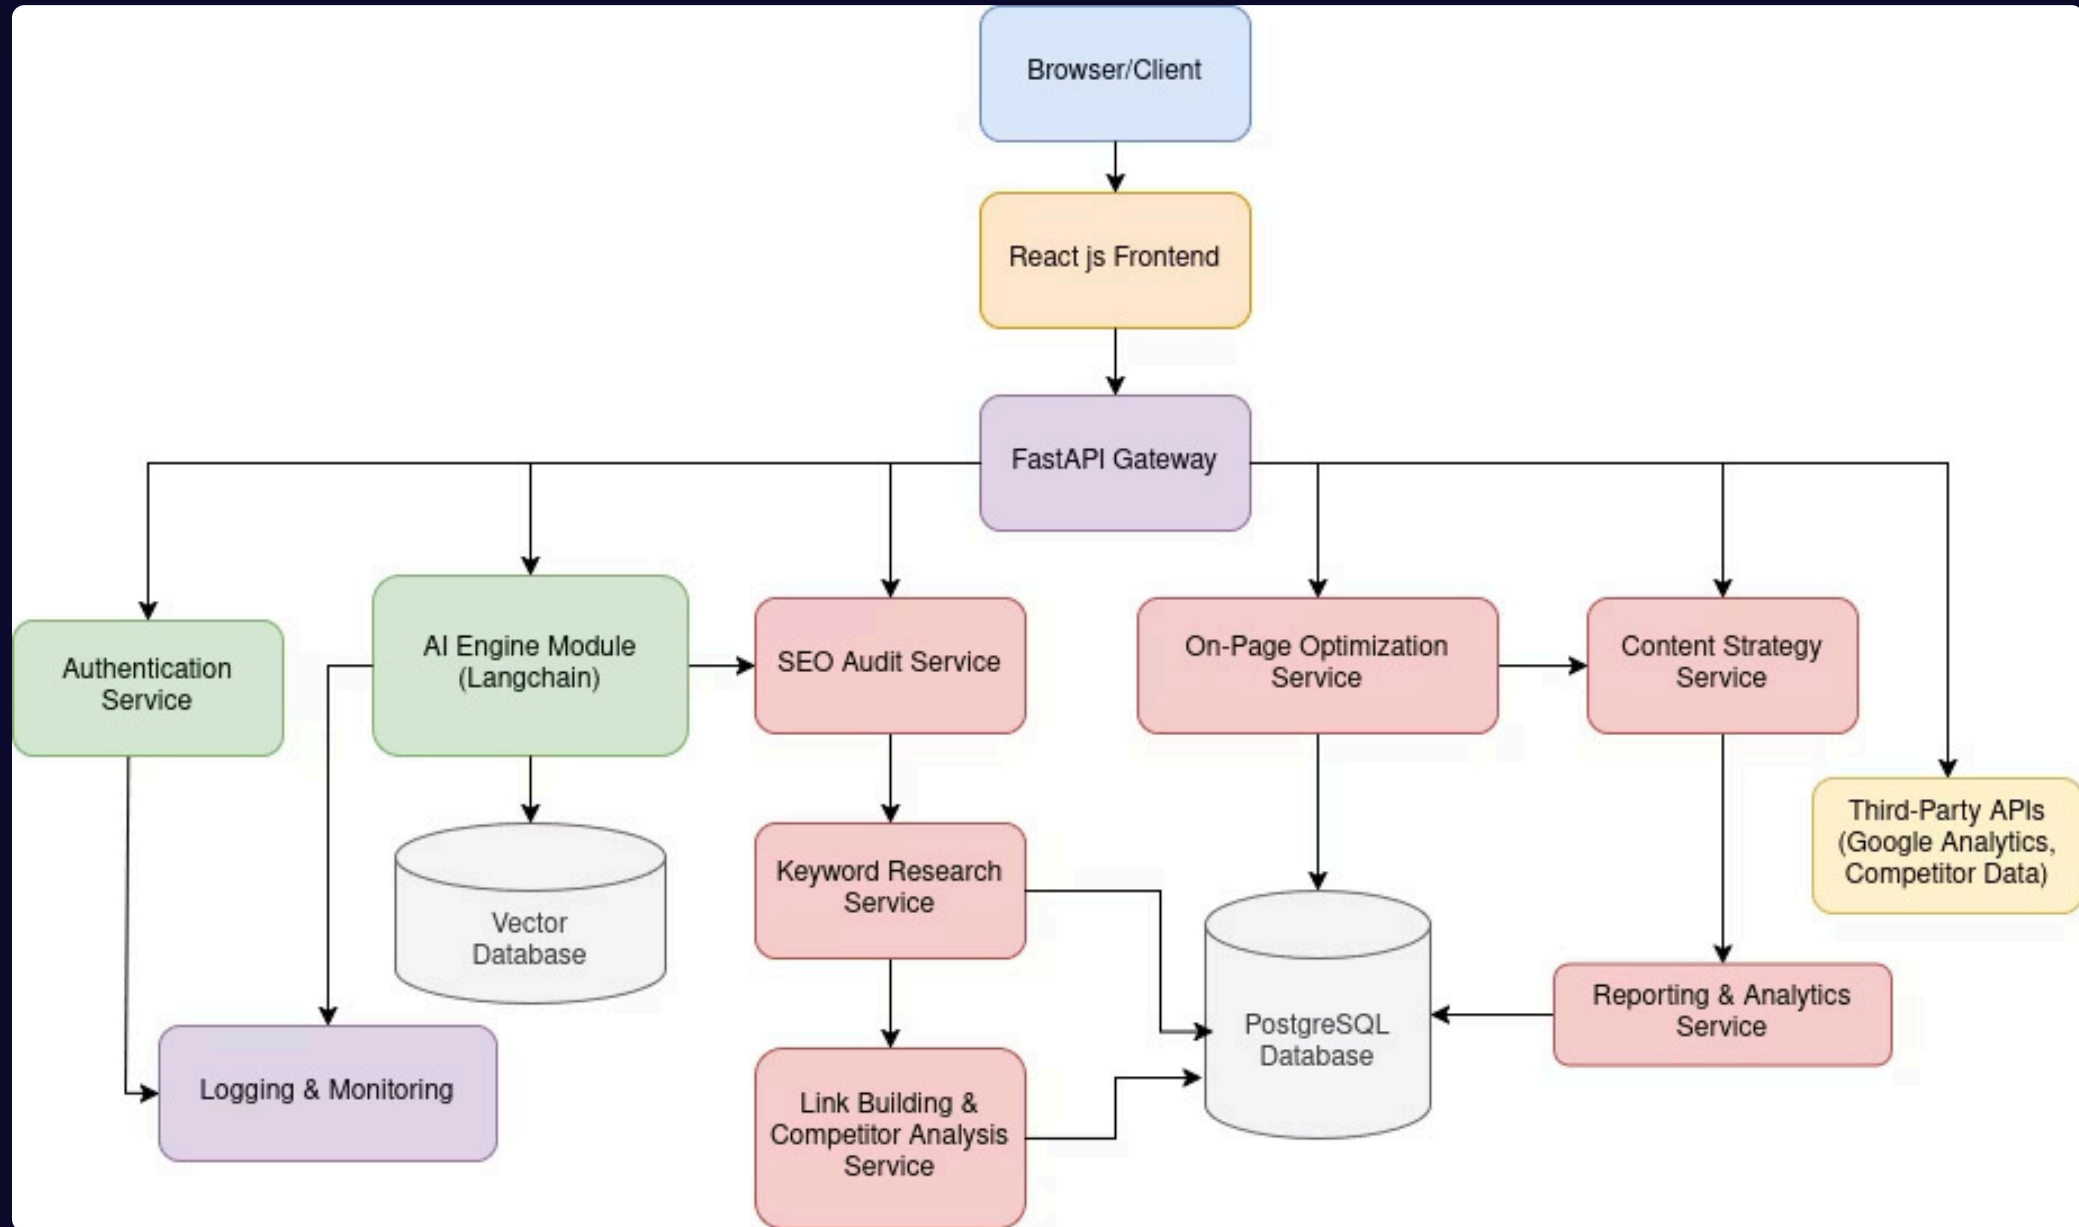 Browser/Client
React js Frontend
FastAPI Gateway
Authentication
Service
AI Engine Module
(Langchain)
SEO Audit Service
On-Page Optimization
Service
Content Strategy
Service
Third-Party APIs
(Google Analytics,
Competitor Data)
Keyword Research
Service
Vector
Database
Reporting & Analytics
Service
PostgreSQL
Database
Logging & Monitoring
Link Building &
Competitor Analysis
Service